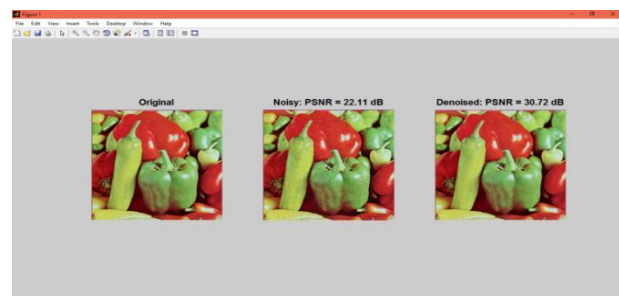 Figure 1
File Edit View Insert Tools Desktop Window Help
Original
Noisy: PSNR = 22.11 dB
Denoised: PSNR = 30.72 dB